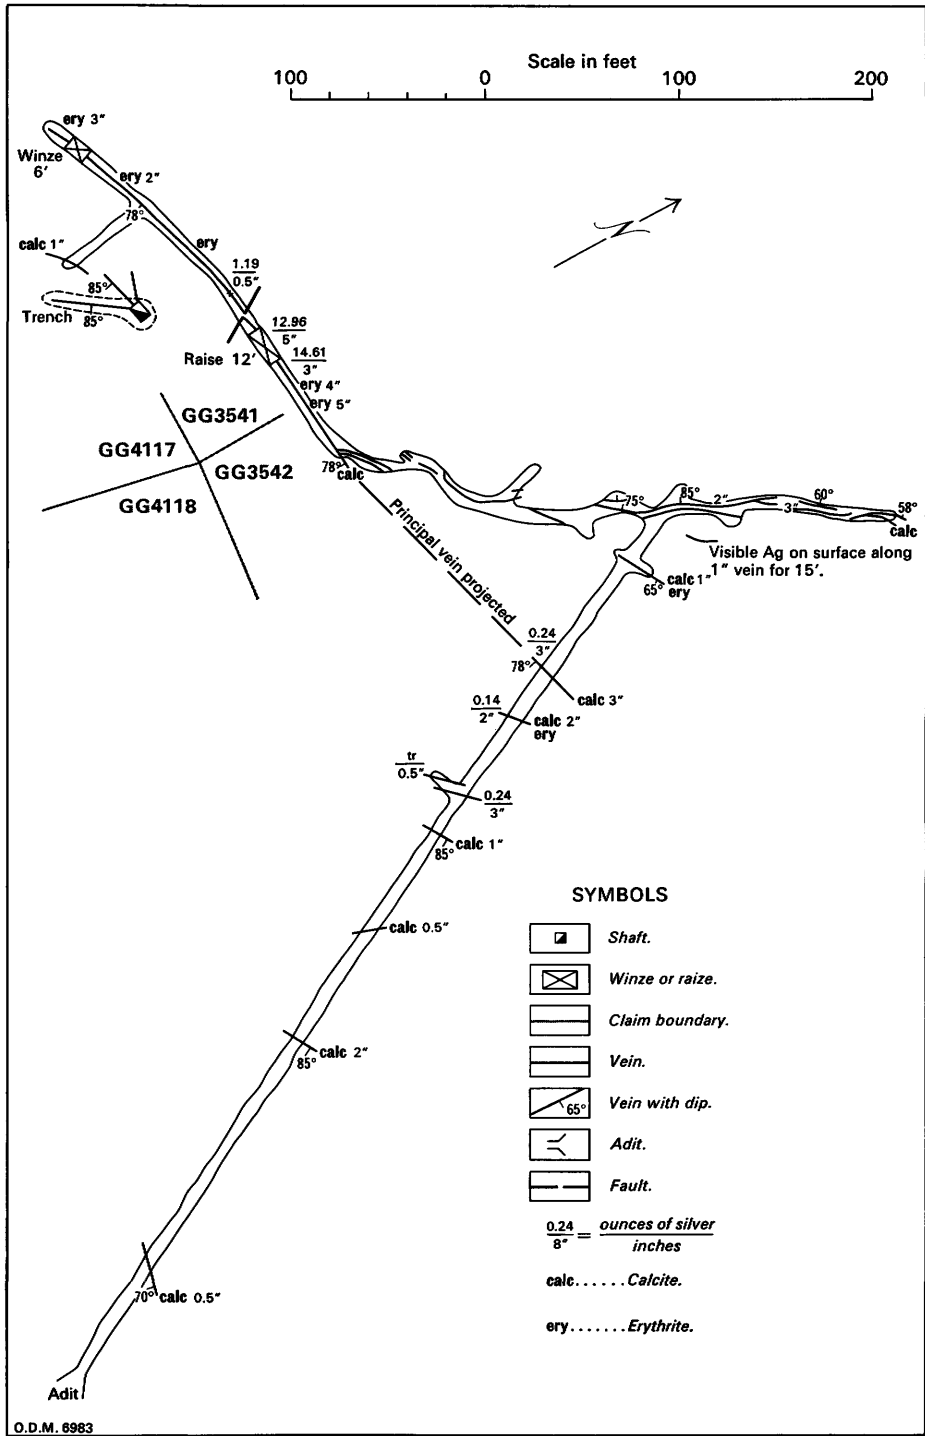 Scale in feet
100 0 100 200
ery 3"
Winze
6'
ery 2"
78°
calc 1"
ery
N
85°
Trench
85°
1.19
0.5"
12.96
5"
Raise 12'
14.61
3"
ery 4"
ery 5"
GG3541
GG4117
GG3542
GG4118
78°
calc
Principal vein projected
75°
85°
2"
3"
60°
58°
calc
Visible Ag on surface along
1" vein for 15'.
65°
calc 1"
ery
0.24
3"
78°
calc 3"
0.14
2"
calc 2"
ery
tr
0.5"
0.24
3"
85°
calc 1"
calc 0.5"
85°
calc 2"
70°
calc 0.5"
Adit
SYMBOLS
Shaft.
Winze or raize.
Claim boundary.
Vein.
65°
Vein with dip.
Adit.
Fault.
0.24
8"
= ounces of silver
inches
calc......Calcite.
ery.......Erythrite.
O.D.M. 6983